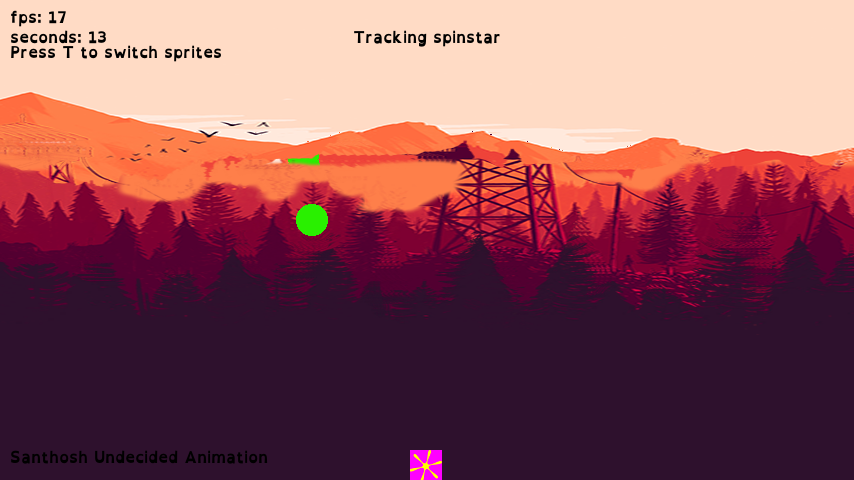 fps: 17
seconds: 13
Tracking spinstar
Press T to switch sprites
Santhosh Undecided Animation